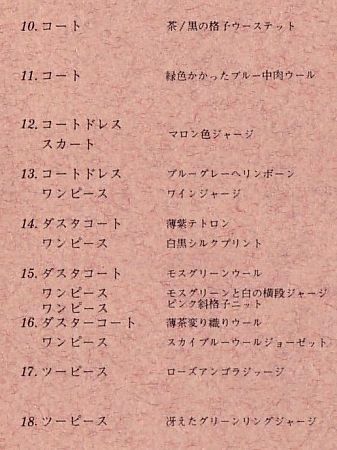 10. コート 茶/黒の格子ウーステット
11. コート 緑色かかったブルー中肉ウール
12. コートドレス
スカート マロン色ジャージ
13. コートドレス ブルーグレーヘリンボーン
ワンピース ワインジャージ
14. ダスタコート 薄紫テトロン
ワンピース 白黒シルクプリント
15. ダスタコート モスグリーンウール
ワンピース モスグリーンと白の横段ジャージ
ワンピース ピンク斜格子ニット
16. ダスターコート 薄茶変り織りウール
ワンピース スカイブルーウールジョーゼット
17. ツーピース ローズアンゴラジャージ
18. ツーピース 冴えたグリーンリングジャージ